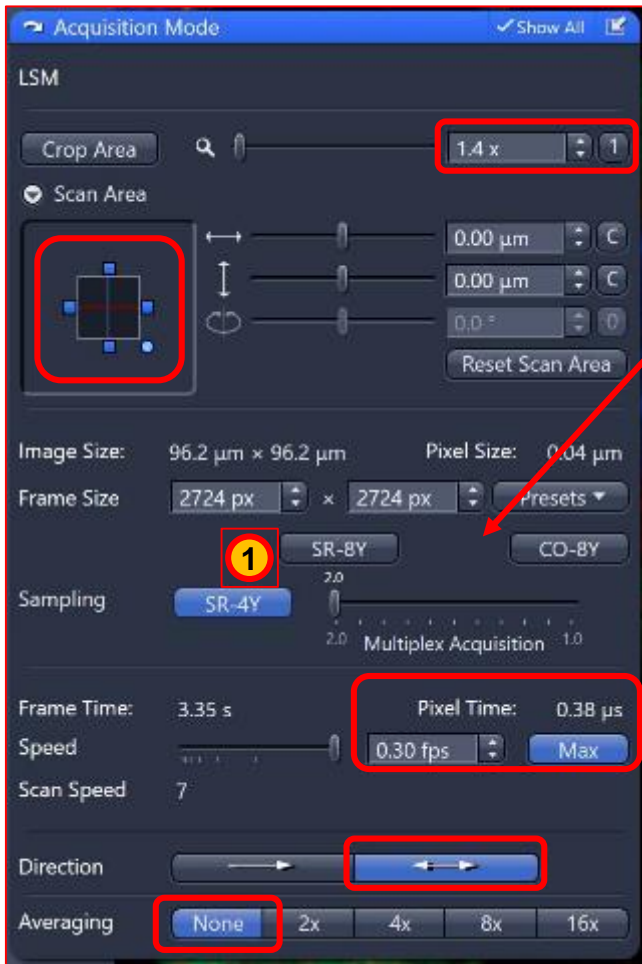 Acquisition Mode Show All
LSM
Crop Area 1.4 x 1
Scan Area
0.00 µm C
0.00 µm C
0.0 ° 0
Reset Scan Area
Image Size: 96.2 µm × 96.2 µm Pixel Size: 0.04 µm
Frame Size 2724 px × 2724 px Presets
1 SR-8Y CO-8Y
2.0
Sampling SR-4Y
2.0 Multiplex Acquisition 1.0
Frame Time: 3.35 s Pixel Time: 0.38 µs
Speed 0.30 fps Max
Scan Speed 7
Direction
Averaging None 2x 4x 8x 16x